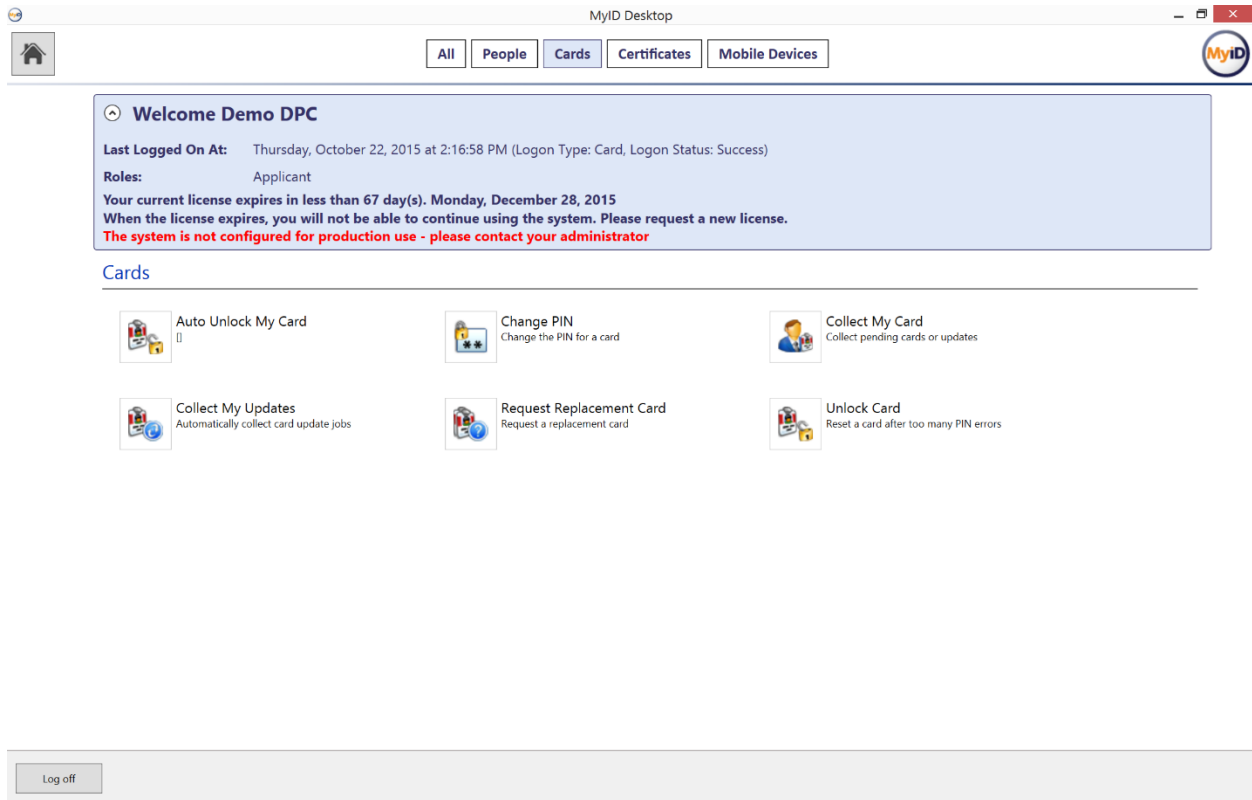 MyID Desktop
All People Cards Certificates Mobile Devices
MyiD
Welcome Demo DPC
Last Logged On At: Thursday, October 22, 2015 at 2:16:58 PM (Logon Type: Card, Logon Status: Success)
Roles: Applicant
Your current license expires in less than 67 day(s). Monday, December 28, 2015
When the license expires, you will not be able to continue using the system. Please request a new license.
The system is not configured for production use - please contact your administrator
Cards
Auto Unlock My Card
[]
Change PIN
Change the PIN for a card
**
Collect My Card
Collect pending cards or updates
Collect My Updates
Automatically collect card update jobs
Request Replacement Card
Request a replacement card
?
Unlock Card
Reset a card after too many PIN errors
Log off